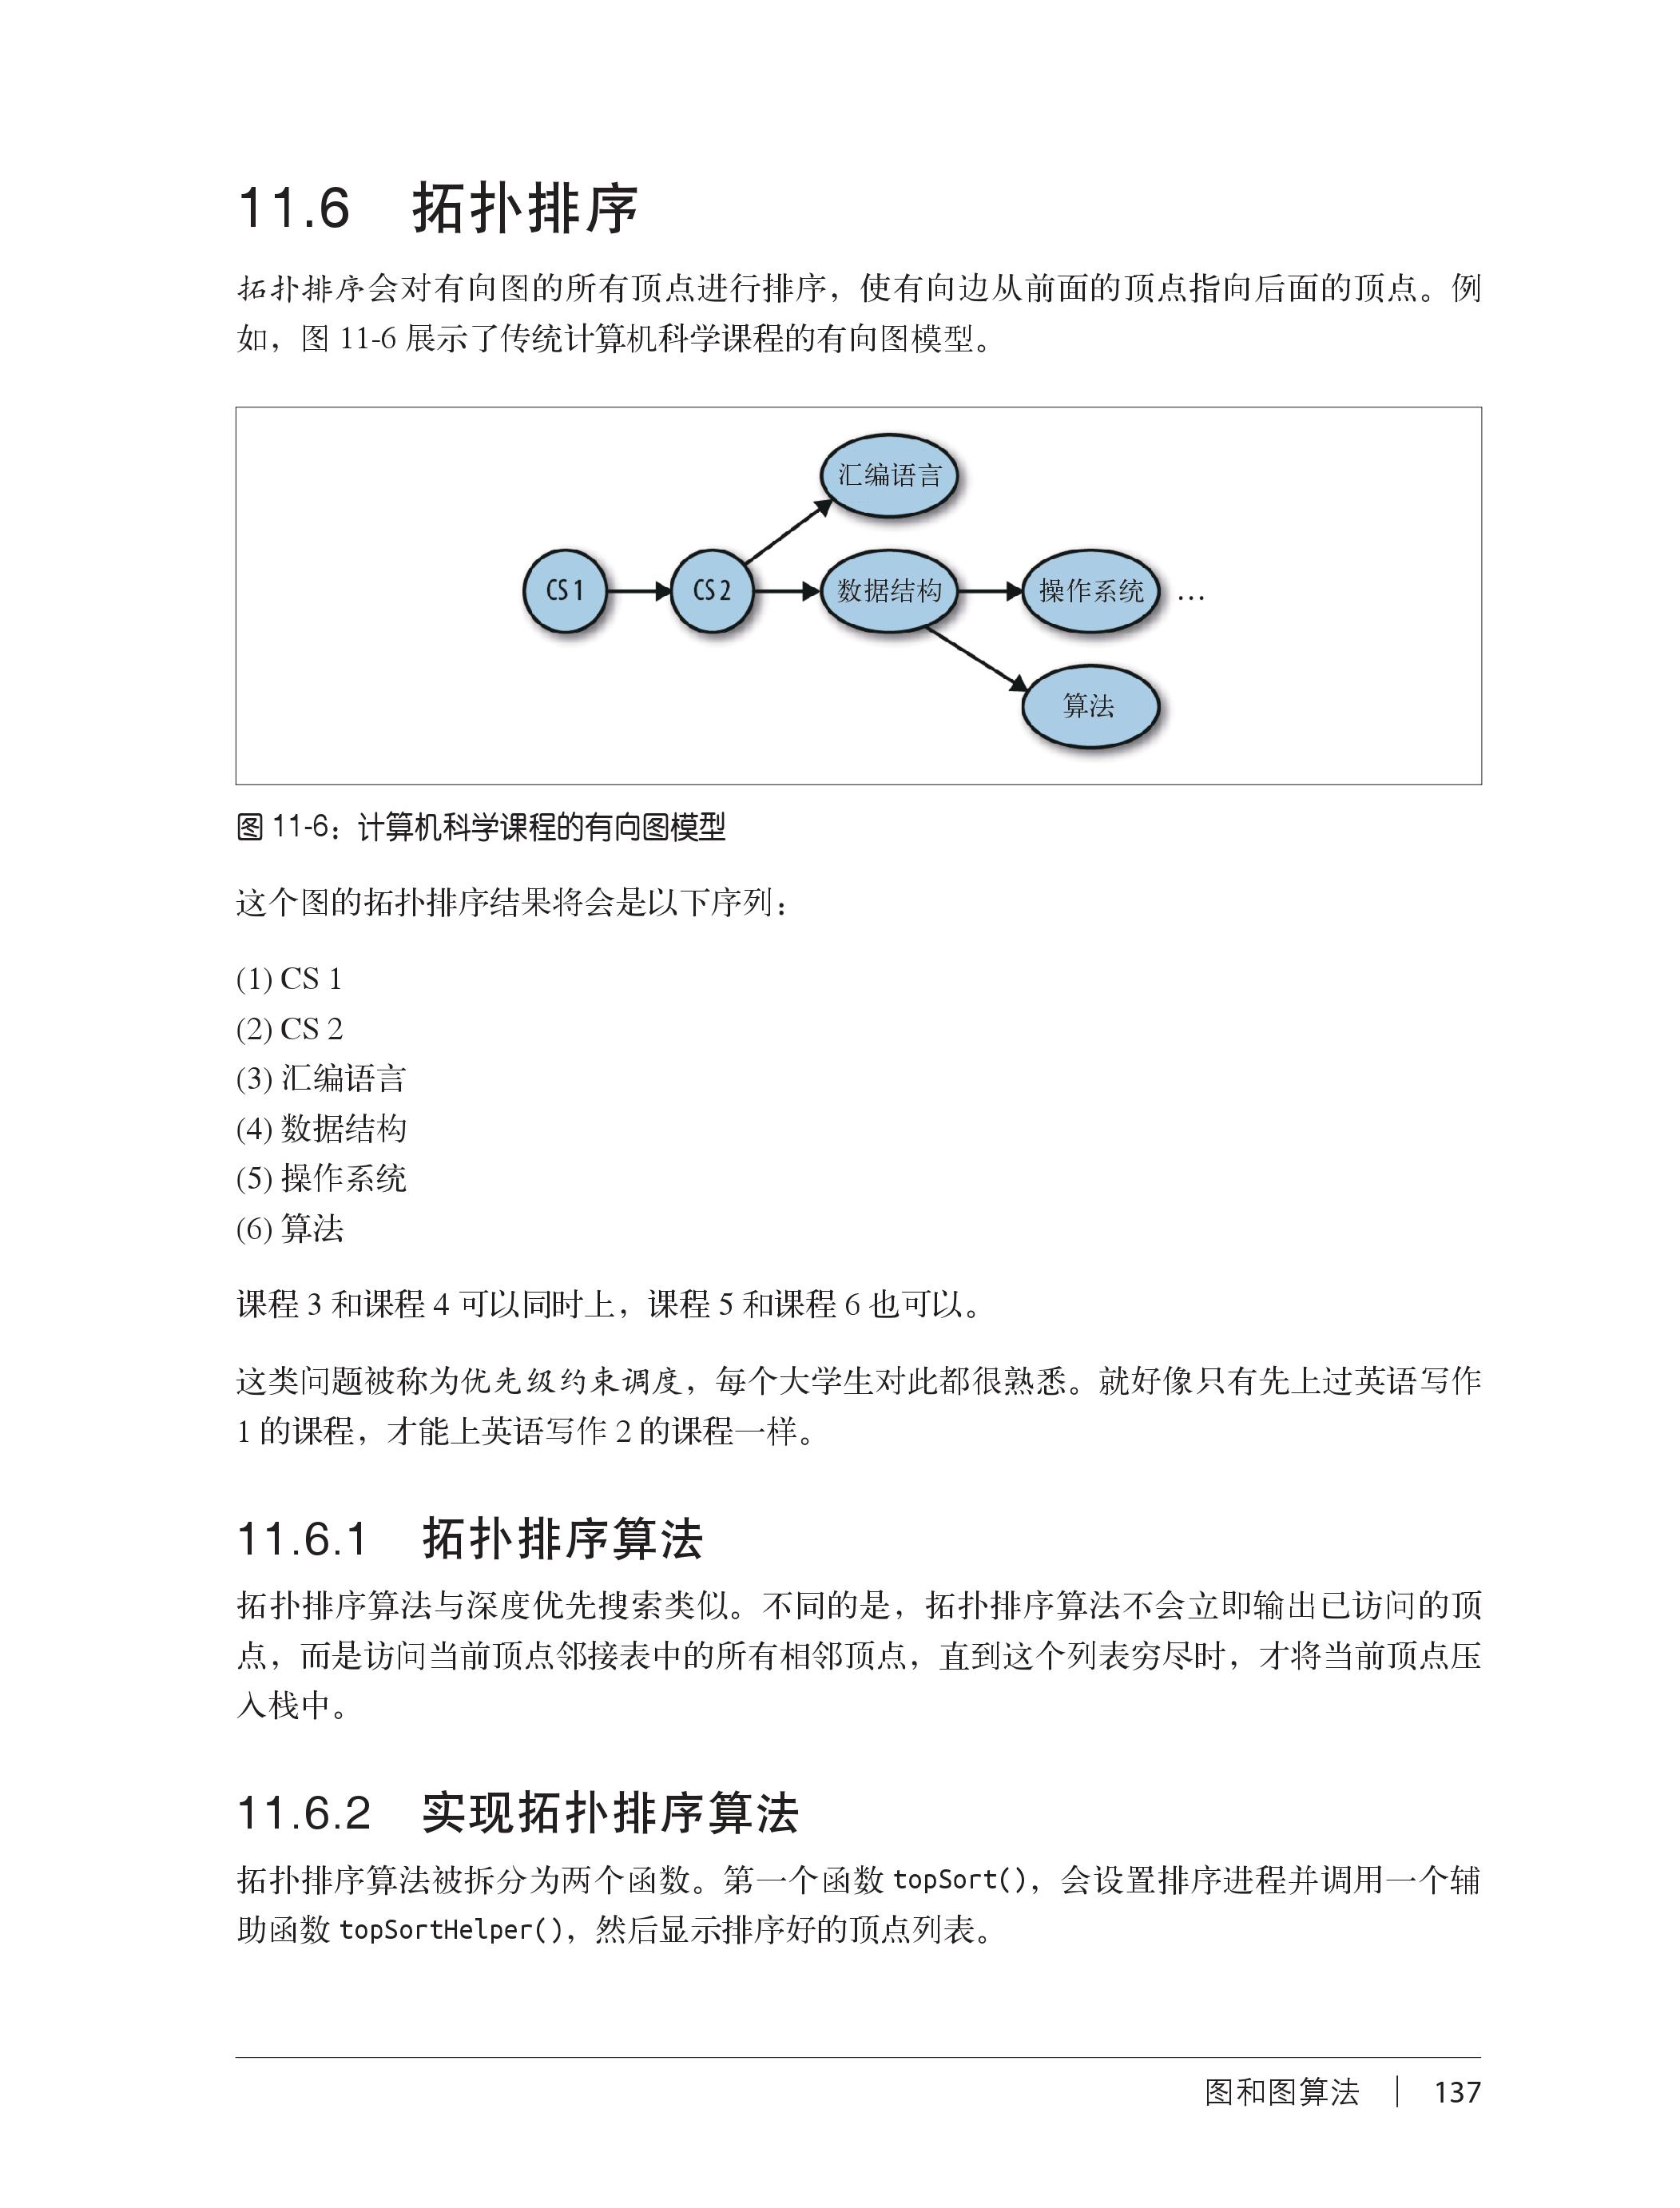 11.6 拓扑排序
拓扑排序会对有向图的所有顶点进行排序，使有向边从前面的顶点指向后面的顶点。例
如，图 11-6 展示了传统计算机科学课程的有向图模型。
汇编语言
CS 1
CS 2
数据结构
操作系统
…
算法
图 11-6：计算机科学课程的有向图模型
这个图的拓扑排序结果将会是以下序列：
(1) CS 1
(2) CS 2
(3) 汇编语言
(4) 数据结构
(5) 操作系统
(6) 算法
课程 3 和课程 4 可以同时上，课程 5 和课程 6 也可以。
这类问题被称为优先级约束调度，每个大学生对此都很熟悉。就好像只有先上过英语写作
1 的课程，才能上英语写作 2 的课程一样。
11.6.1 拓扑排序算法
拓扑排序算法与深度优先搜索类似。不同的是，拓扑排序算法不会立即输出已访问的顶
点，而是访问当前顶点邻接表中的所有相邻顶点，直到这个列表穷尽时，才将当前顶点压
入栈中。
11.6.2 实现拓扑排序算法
拓扑排序算法被拆分为两个函数。第一个函数 topSort()，会设置排序进程并调用一个辅
助函数 topSortHelper()，然后显示排序好的顶点列表。
图和图算法 | 137